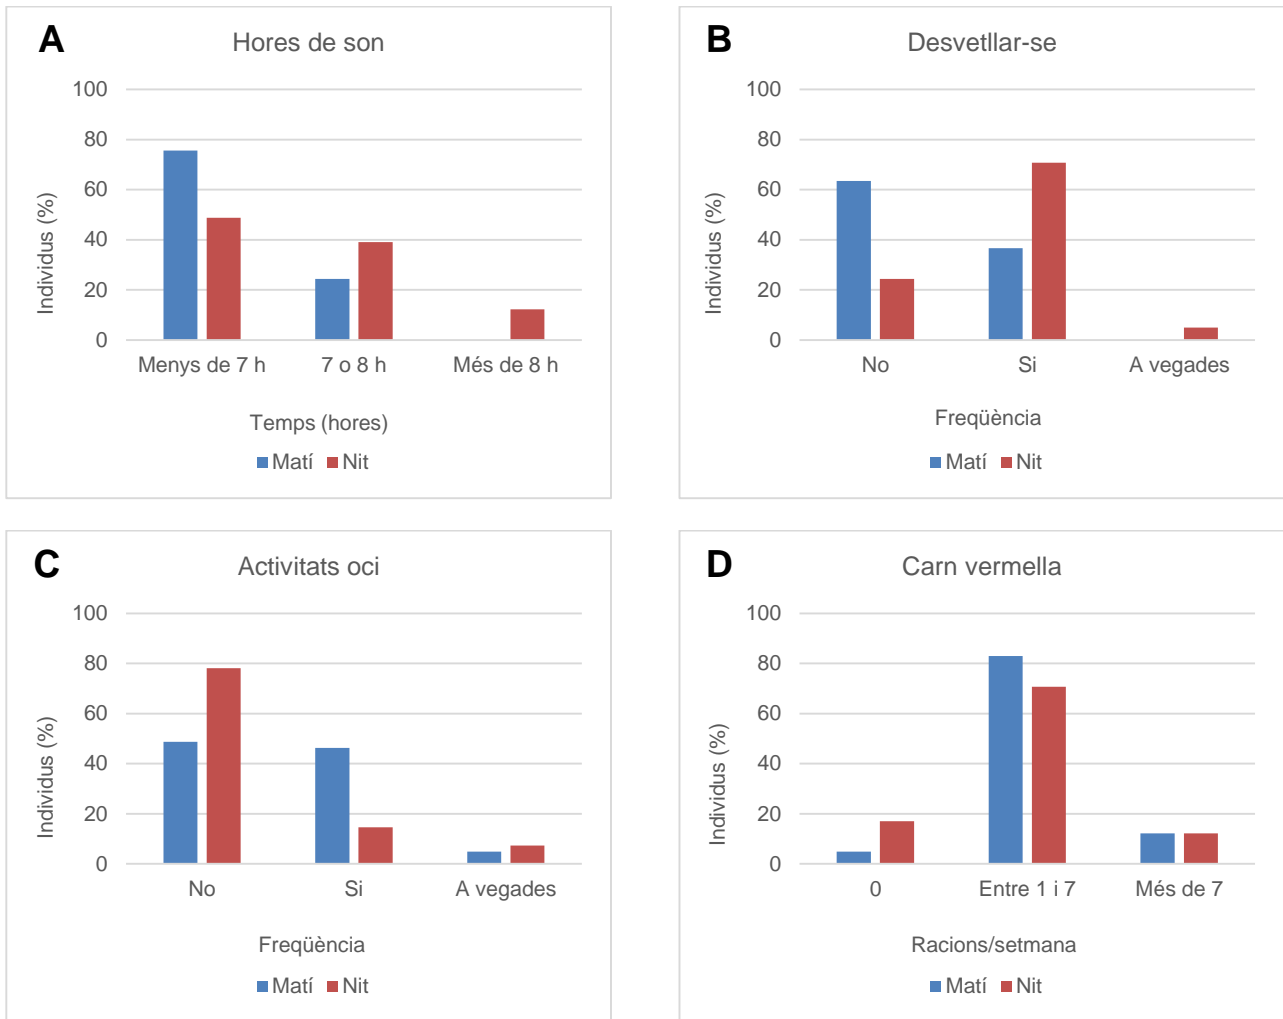 A
Hores de son
100
80
60
40
20
0
Individus (%)
Menys de 7 h
7 o 8 h
Més de 8 h
Temps (hores)
Matí
Nit
B
Desvetllar-se
100
80
60
40
20
0
Individus (%)
No
Si
A vegades
Freqüència
Matí
Nit
C
Activitats oci
100
80
60
40
20
0
Individus (%)
No
Si
A vegades
Freqüència
Matí
Nit
D
Carn vermella
100
80
60
40
20
0
Individus (%)
0
Entre 1 i 7
Més de 7
Racions/setmana
Matí
Nit